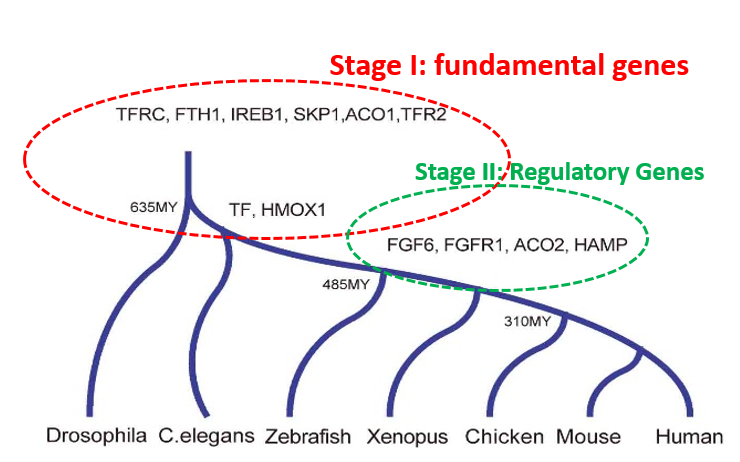 Stage I: fundamental genes
TFRC, FTH1, IREB1, SKP1,ACO1,TFR2
Stage II: Regulatory Genes
635MY
TF, HMOX1
FGF6, FGFR1, ACO2, HAMP
485MY
310MY
Drosophila C.elegans Zebrafish Xenopus Chicken Mouse Human